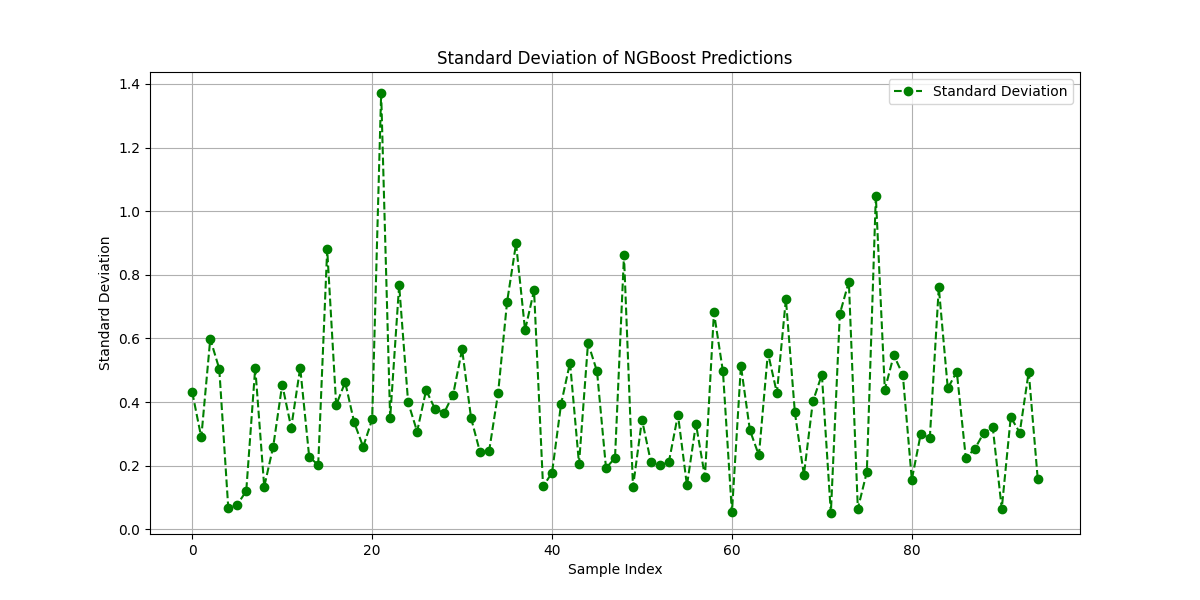 Standard Deviation of NGBoost Predictions
Standard Deviation
1.4
1.2
1.0
0.8
0.6
0.4
0.2
0.0
Standard Deviation
0 20 40 60 80
Sample Index